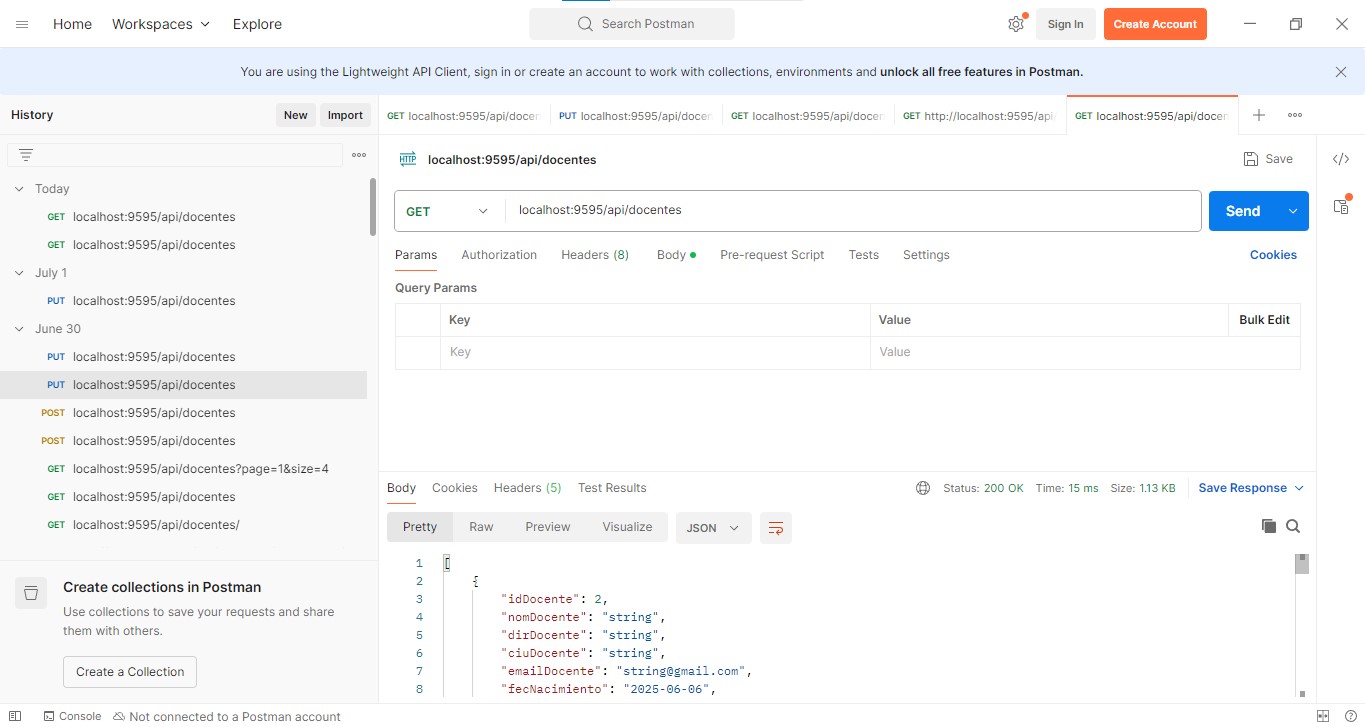 Home Workspaces Explore Search Postman Sign In Create Account
You are using the Lightweight API Client, sign in or create an account to work with collections, environments and unlock all free features in Postman.
History New Import
Today
GET localhost:9595/api/docentes
GET localhost:9595/api/docentes
July 1
PUT localhost:9595/api/docentes
June 30
PUT localhost:9595/api/docentes
PUT localhost:9595/api/docentes
POST localhost:9595/api/docentes
POST localhost:9595/api/docentes
GET localhost:9595/api/docentes?page=1&size=4
GET localhost:9595/api/docentes
GET localhost:9595/api/docentes/
Create collections in Postman
Use collections to save your requests and share
them with others.
Create a Collection
GET localhost:9595/api/docen PUT localhost:9595/api/docen GET localhost:9595/api/docen GET http://localhost:9595/api/ GET localhost:9595/api/docen
HTTP localhost:9595/api/docentes Save
GET localhost:9595/api/docentes Send
Params Authorization Headers (8) Body Pre-request Script Tests Settings Cookies
Query Params
Key Value Bulk Edit
Key Value
Body Cookies Headers (5) Test Results Status: 200 OK Time: 15 ms Size: 1.13 KB Save Response
Pretty Raw Preview Visualize JSON
1 [
2 {
3 "idDocente": 2,
4 "nomDocente": "string",
5 "dirDocente": "string",
6 "ciuDocente": "string",
7 "emailDocente": "string@gmail.com",
8 "fecNacimiento": "2025-06-06",
Console Not connected to a Postman account